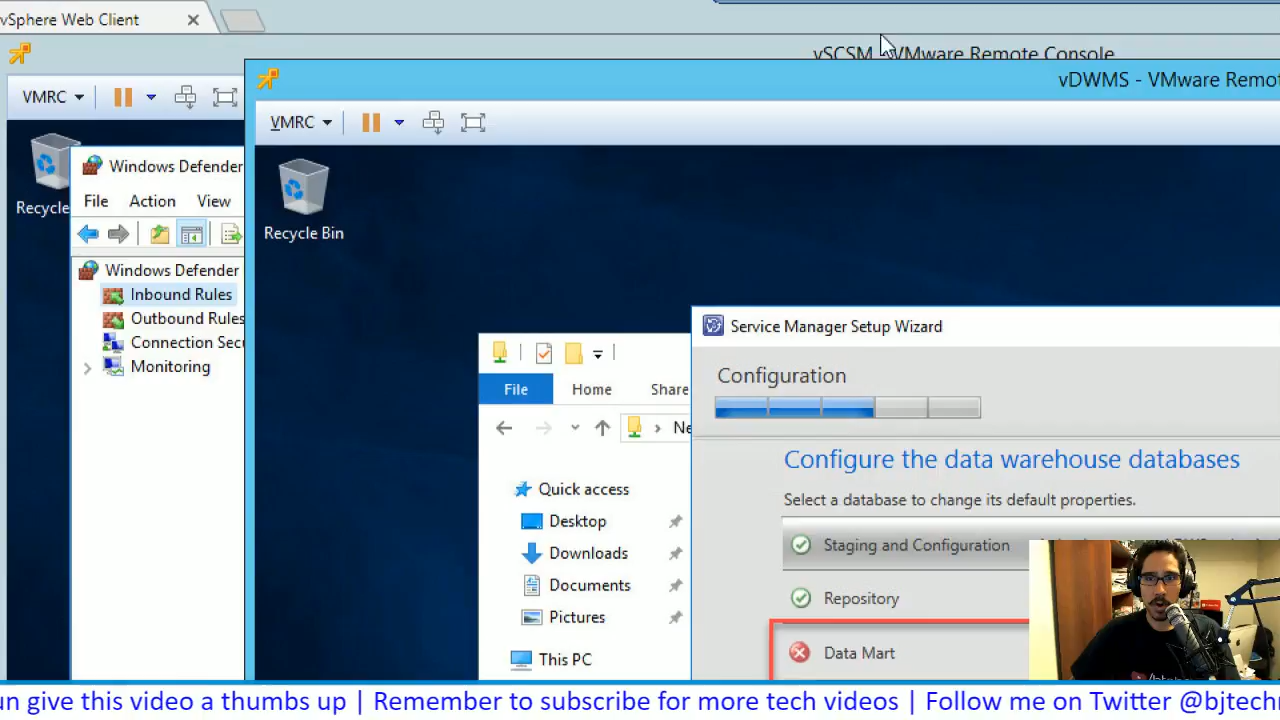 vSphere Web Client
vSCSM - VMware Remote Console
vDWMS - VMware Remo
VMRC
VMRC
Recycle
Windows Defender
File Action View
Windows Defender
Inbound Rules
Outbound Rules
Connection Sec
Monitoring
Recycle Bin
File Home Share
Ne
Quick access
Desktop
Downloads
Documents
Pictures
This PC
Service Manager Setup Wizard
Configuration
Configure the data warehouse databases
Select a database to change its default properties.
Staging and Configuration
Repository
Data Mart
un give this video a thumbs up | Remember to subscribe for more tech videos | Follow me on Twitter @bjtech